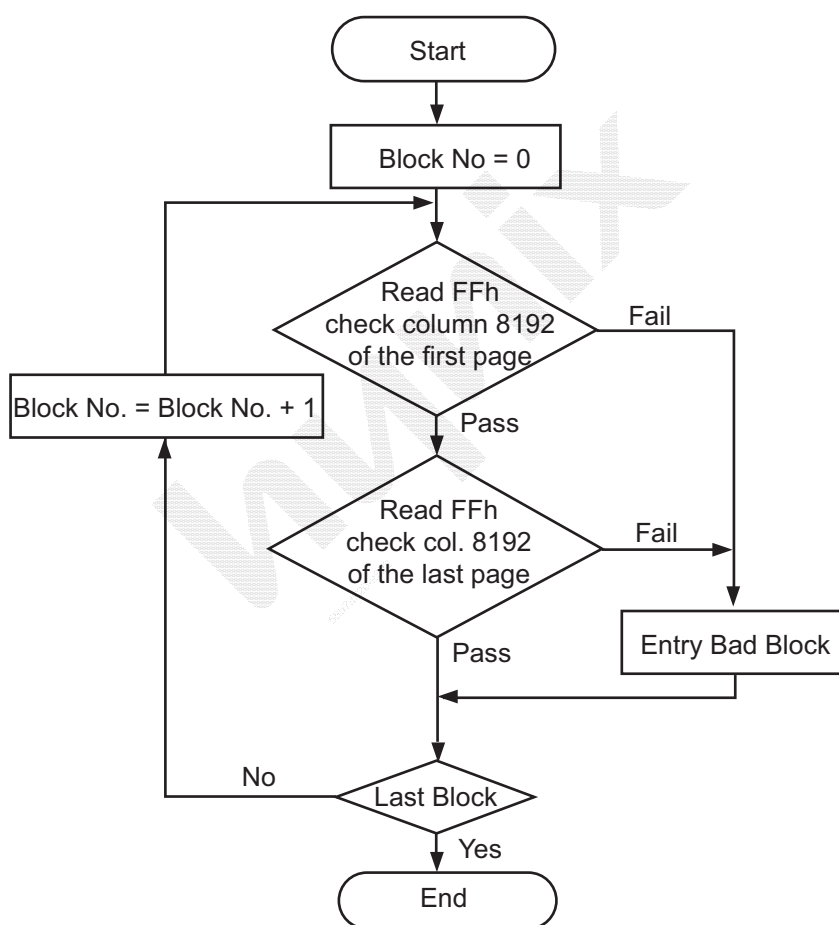 Start
Block No = 0
Read FFh
check column 8192
of the first page
Fail
Block No. = Block No. + 1
Pass
Read FFh
check col. 8192
of the last page
Fail
Pass
Entry Bad Block
No
Last Block
Yes
End
hynix